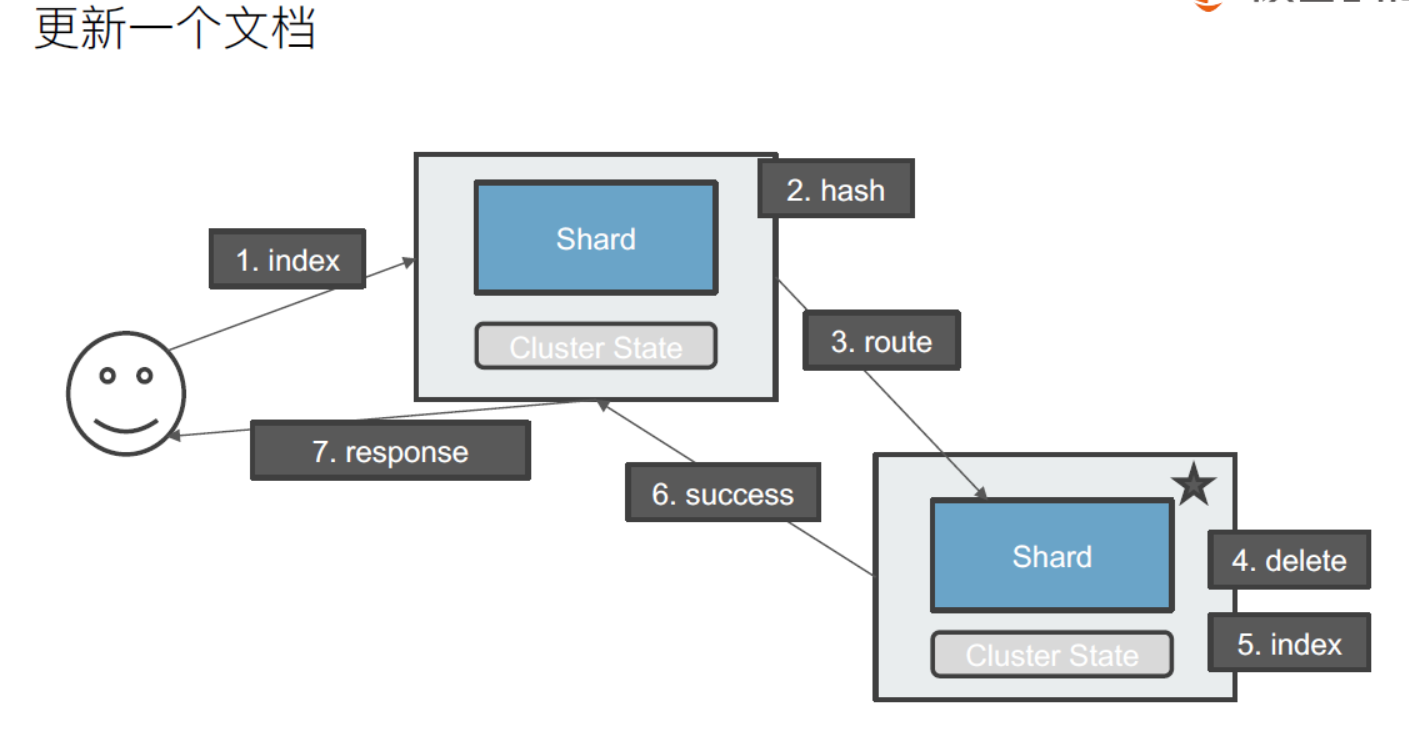 更新一个文档
2. hash
Shard
1. index
3. route
Cluster State
7. response
6. success
Shard
4. delete
5. index
Cluster State